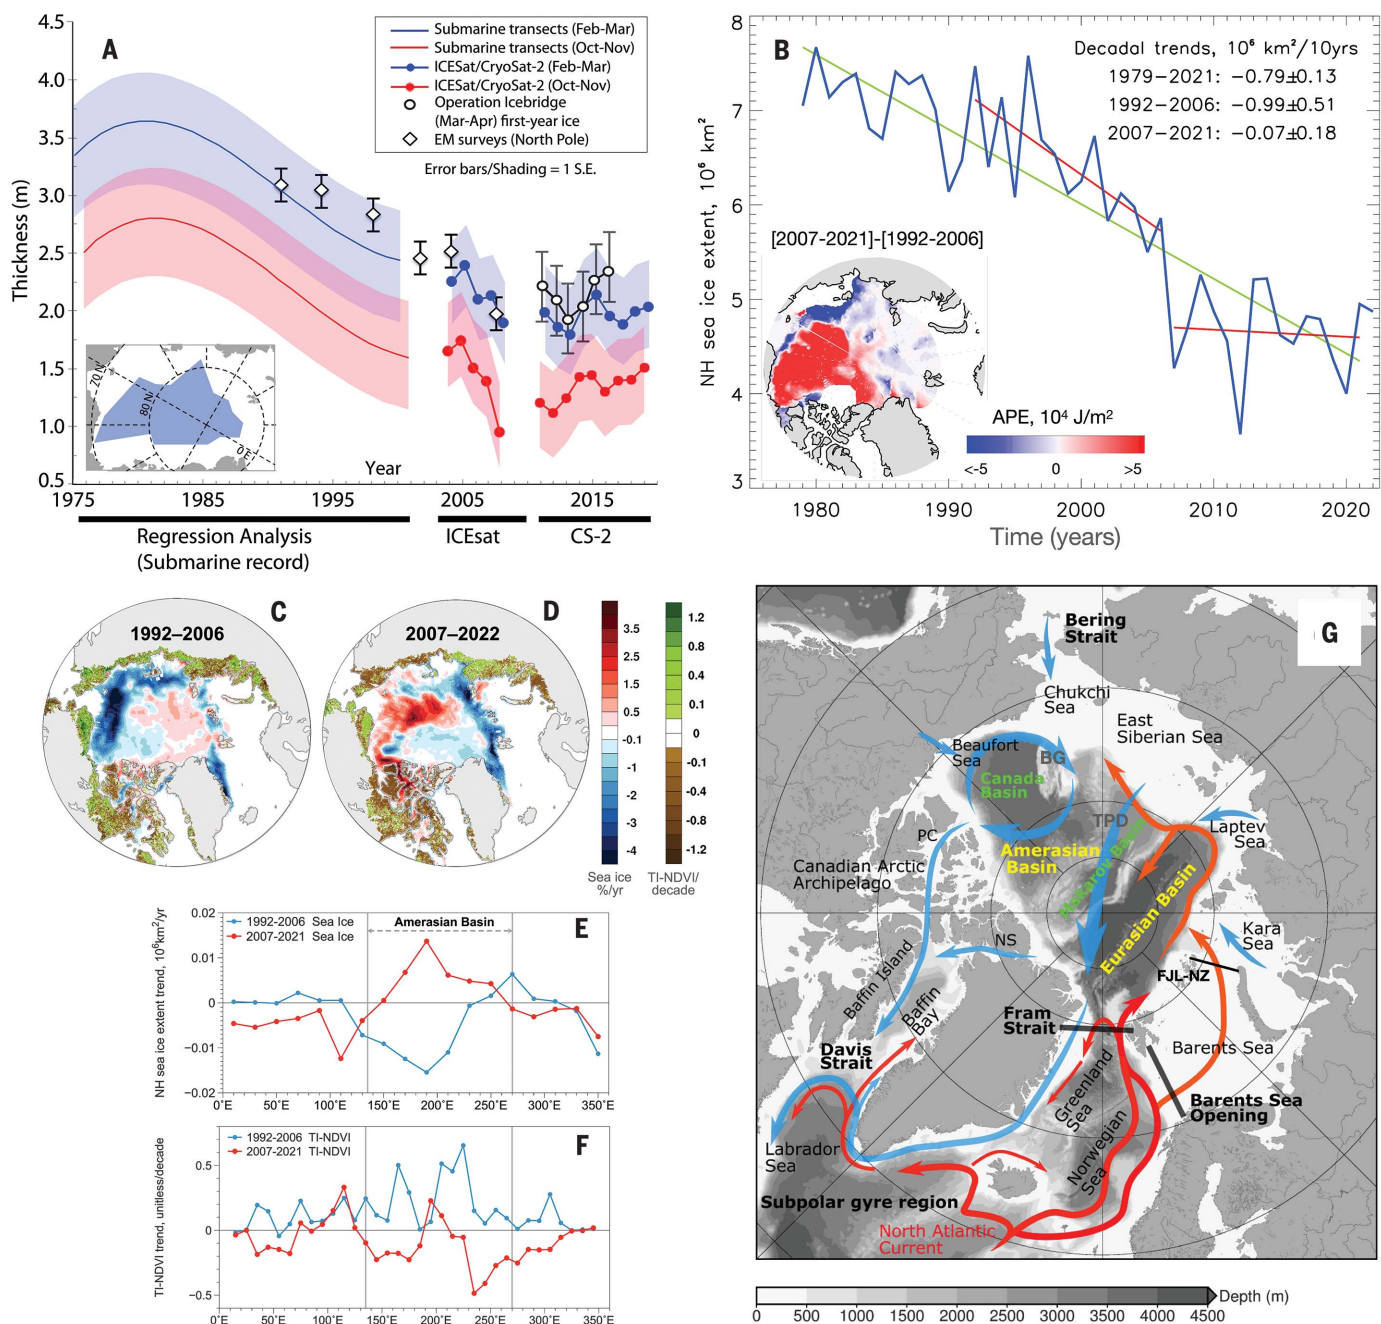 A
4.5
4.0
3.5
3.0
2.5
2.0
1.5
1.0
0.5
Thickness (m)
Submarine transects (Feb-Mar)
Submarine transects (Oct-Nov)
ICESat/CryoSat-2 (Feb-Mar)
ICESat/CryoSat-2 (Oct-Nov)
Operation Icebridge
(Mar-Apr) first-year ice
EM surveys (North Pole)
Error bars/Shading = 1 S.E.
70 N
80 N
0 E
Year
1975
1985
1995
2005
2015
Regression Analysis
(Submarine record)
ICEsat
CS-2
B
8
7
6
5
4
3
NH sea ice extent, 10⁶ km²
Decadal trends, 10⁶ km²/10yrs
1979−2021: −0.79±0.13
1992−2006: −0.99±0.51
2007−2021: −0.07±0.18
[2007-2021]-[1992-2006]
APE, 10⁴ J/m²
<-5
0
>5
1980
1990
2000
2010
2020
Time (years)
C
1992–2006
D
2007–2022
3.5
2.5
1.5
0.5
-0.1
-1
-2
-3
-4
Sea ice
%/yr
1.2
0.8
0.4
0.1
0
-0.1
-0.4
-0.8
-1.2
TI-NDVI/
decade
E
0.02
0.01
0
−0.01
−0.02
NH sea ice extent trend, 10⁶km²/yr
1992-2006 Sea Ice
2007-2021 Sea Ice
Amerasian Basin
0°E
50°E
100°E
150°E
200°E
250°E
300°E
350°E
F
0.5
0
−0.5
TI-NDVI trend, unitless/decade
1992-2006 TI-NDVI
2007-2021 TI-NDVI
0°E
50°E
100°E
150°E
200°E
250°E
300°E
350°E
G
Bering
Strait
Chukchi
Sea
East
Siberian Sea
Beaufort
Sea
BG
Canada
Basin
TPD
Laptev
Sea
PC
Amerasian
Basin
Makarov Basin
Canadian Arctic
Archipelago
Eurasian Basin
Kara
Sea
NS
FJL-NZ
Baffin Island
Baffin
Bay
Fram
Strait
Davis
Strait
Barents Sea
Greenland
Sea
Barents Sea
Opening
Norwegian
Sea
Labrador
Sea
Subpolar gyre region
North Atlantic
Current
Depth (m)
0
500
1000
1500
2000
2500
3000
3500
4000
4500